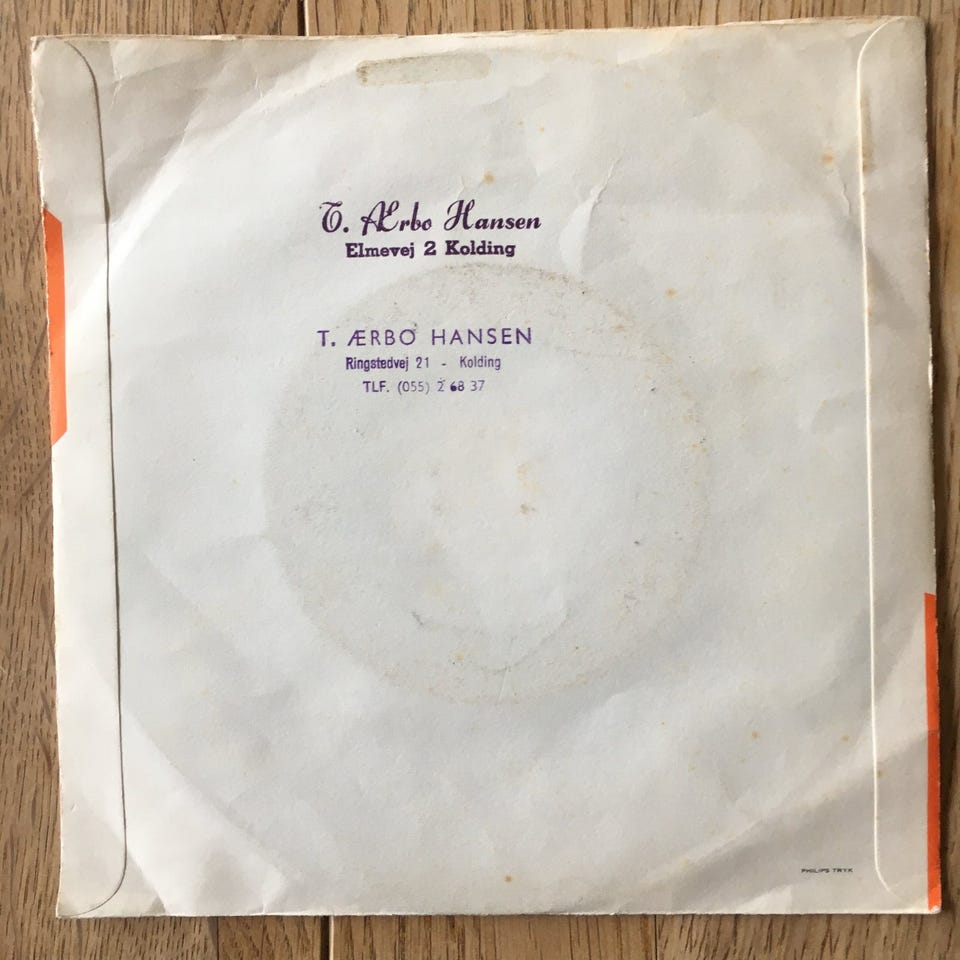 T. Ærbo Hansen
Elmevej 2 Kolding
T. ÆRBO HANSEN
Ringstedvej 21 - Kolding
TLF. (055) 2 68 37
PHILIPS TRYK